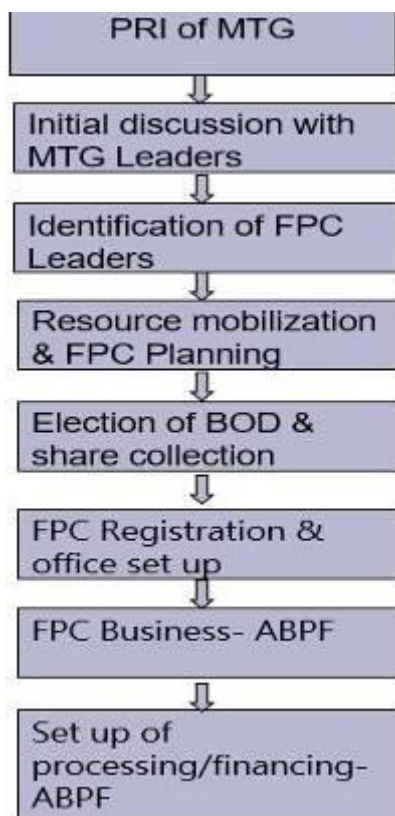 PRI of MTG
Initial discussion with
MTG Leaders
Identification of FPC
Leaders
Resource mobilization
& FPC Planning
Election of BOD &
share collection
FPC Registration &
office set up
FPC Business- ABPF
Set up of
processing/financing-
ABPF